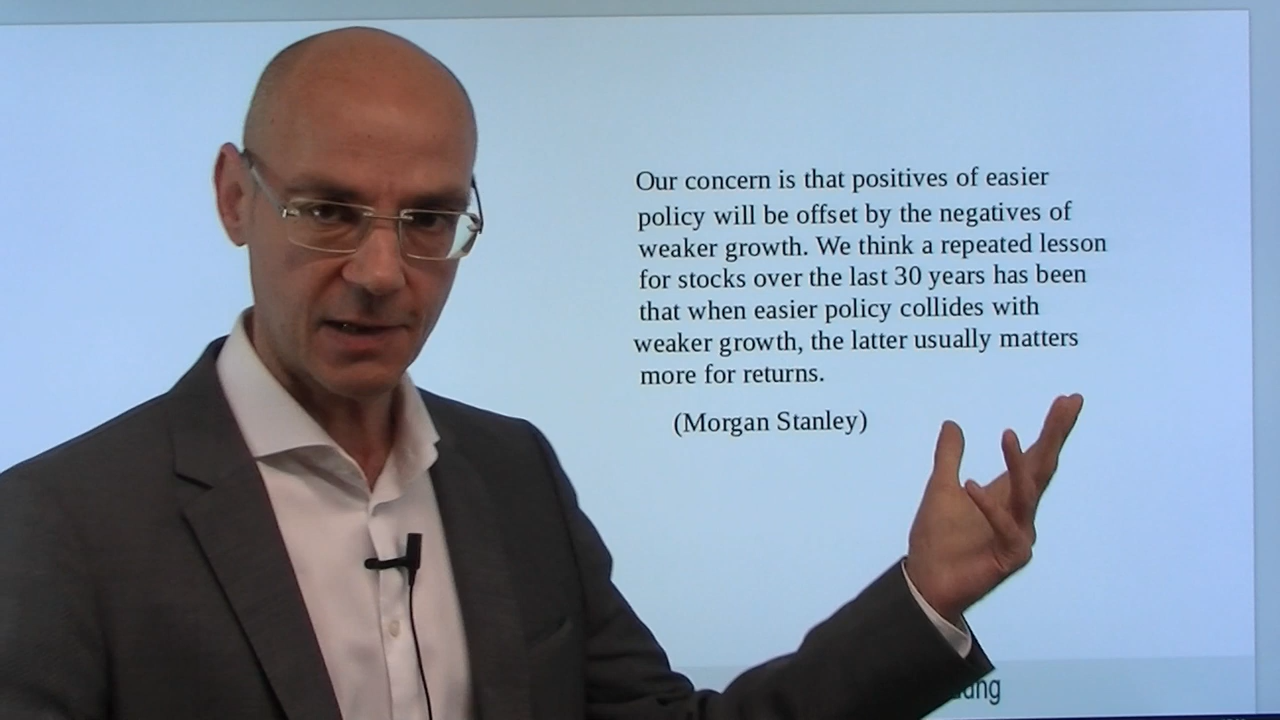 Our concern is that positives of easier
policy will be offset by the negatives of
weaker growth. We think a repeated lesson
for stocks over the last 30 years has been
that when easier policy collides with
weaker growth, the latter usually matters
more for returns.
(Morgan Stanley)